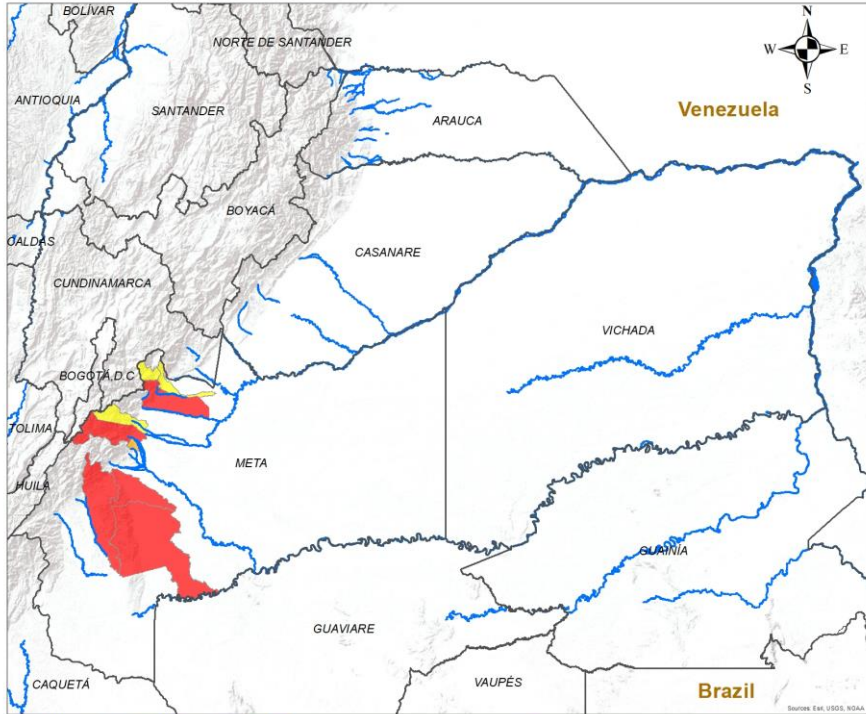 BOLÍVAR
N
NORTE DE SANTANDER
W E
S
ANTIOQUIA
SANTANDER
Venezuela
ARAUCA
BOYACÁ
CALDAS
CASANARE
CUNDINAMARCA
VICHADA
BOGOTÁ, D.C
TOLIMA
META
HUILA
GUAINÍA
GUAVIARE
CAQUETÁ
VAUPÉS
Brazil
Sources: Esri, USGS, NOAA